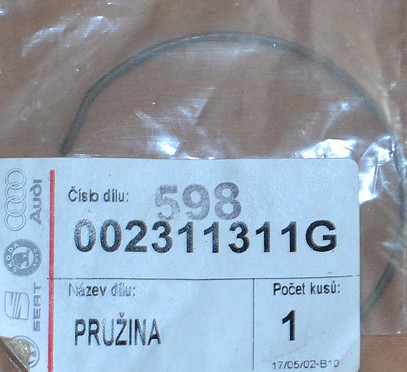 Číslo dílu:
598
002311311G
Název dílu:
Počet kusů:
PRUŽINA
1
17/05/02-B10
Audi
SEAT